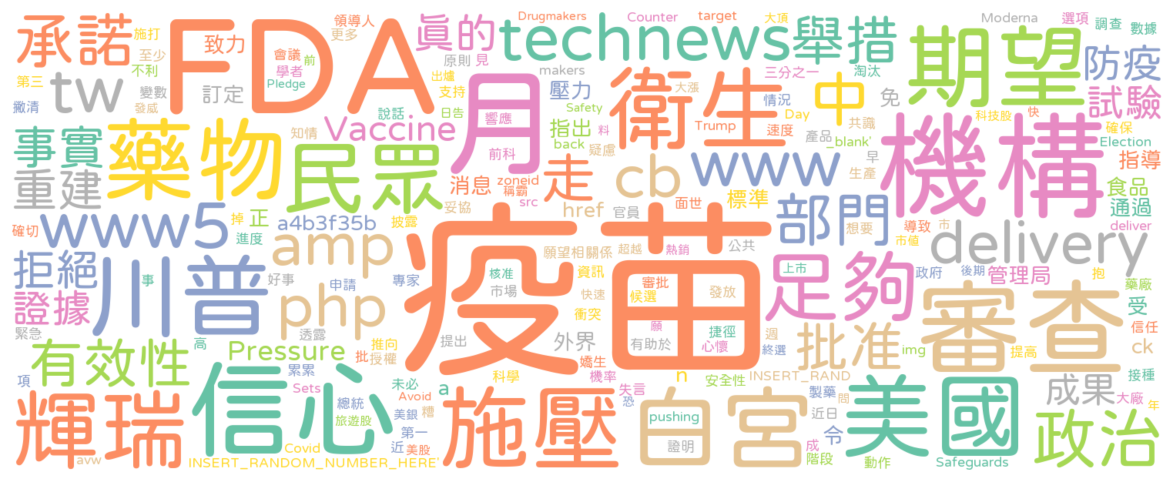 承諾
施打
FDA
致力
會議
領導人
更多
真的
Drugmakers
Counter
target
大頂
Moderna
選項
調查
數據
technews
舉措
期望
防疫
至少
不利
第三
學者
前
Pledge
原則
見
makers
大漲
三分之一
淘汰
tw
變數
發威
撇清
訂定
出爐
支持
壓力
衛生
中
免
試驗
說話
日告
Safety
情況
Day
共識
科技股
快
確保
事實
藥物
知情
Vaccine
響應
月
指出
料
Trump
速度
產品
_blank
Election
前科
back
疑慮
早
生產
機構
指導
重建
民眾
消息
zoneid
稱霸
走
cb
www
食品
妥協
src
href
官員
面世
標準
導致
通過
www5
掉
正
a4b3f35b
披露
部門
想要
市
deliver
確切
進度
amp
願望相關係
超越
熱銷
公共
市值
delivery
拒絕
川普
事
好事
申請
專家
疫苗
核准
資訊
審批
上市
足夠
政府
後期
管理局
抱
證據
php
市場
快速
候選
發放
審查
藥廠
受
緊急
透露
衝突
願
捷徑
週
信任
高
推向
提出
外界
有助於
心懷
終選
批准
img
提高
ck
有效性
Pressure
批
授權
嬌生
接種
項
累累
科學
機率
n
安全性
INSERT_RAND
成果
輝瑞
信心
Sets
未必
a
失言
製藥
間
大廠
總統
Avoid
美銀
糟
施壓
恐
白宮
pushing
近日
令
美國
年
旅遊股
第一
政治
Covid
近
美股
證明
成
階段
動作
Safeguards
avw
INSERT_RANDOM_NUMBER_HERE'